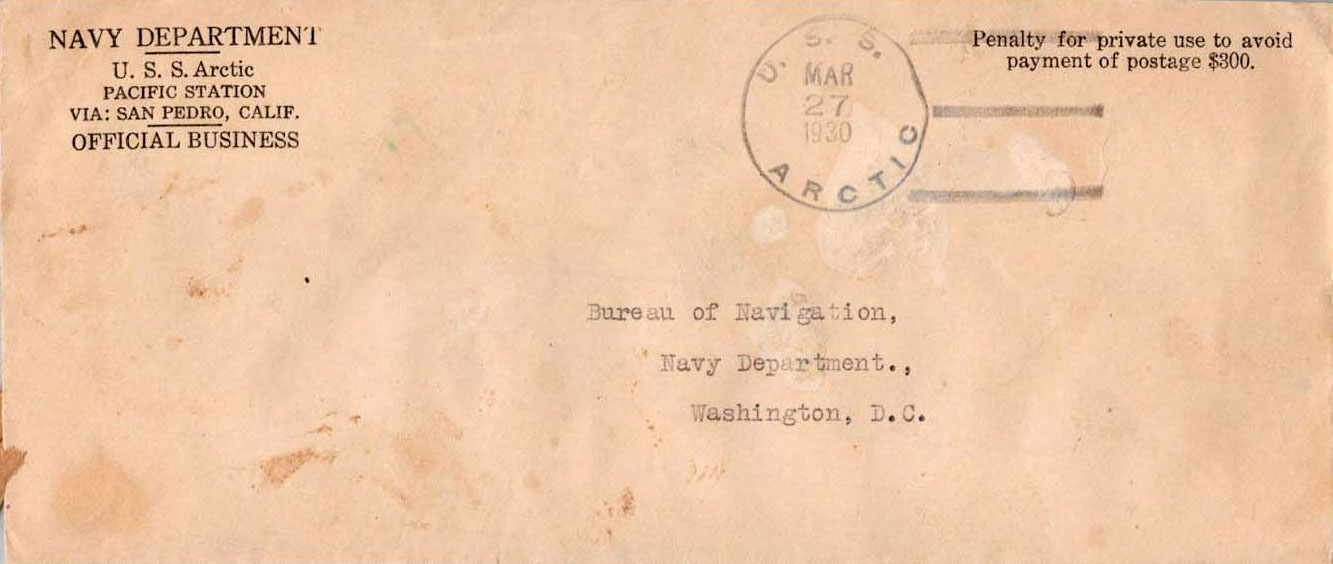 NAVY DEPARTMENT
U. S. S. Arctic
PACIFIC STATION
VIA: SAN PEDRO, CALIF.
OFFICIAL BUSINESS
U. S. S.
MAR
27
1930
ARCTIC
Penalty for private use to avoid
payment of postage $300.
Bureau of Navigation,
Navy Department.,
Washington, D.C.